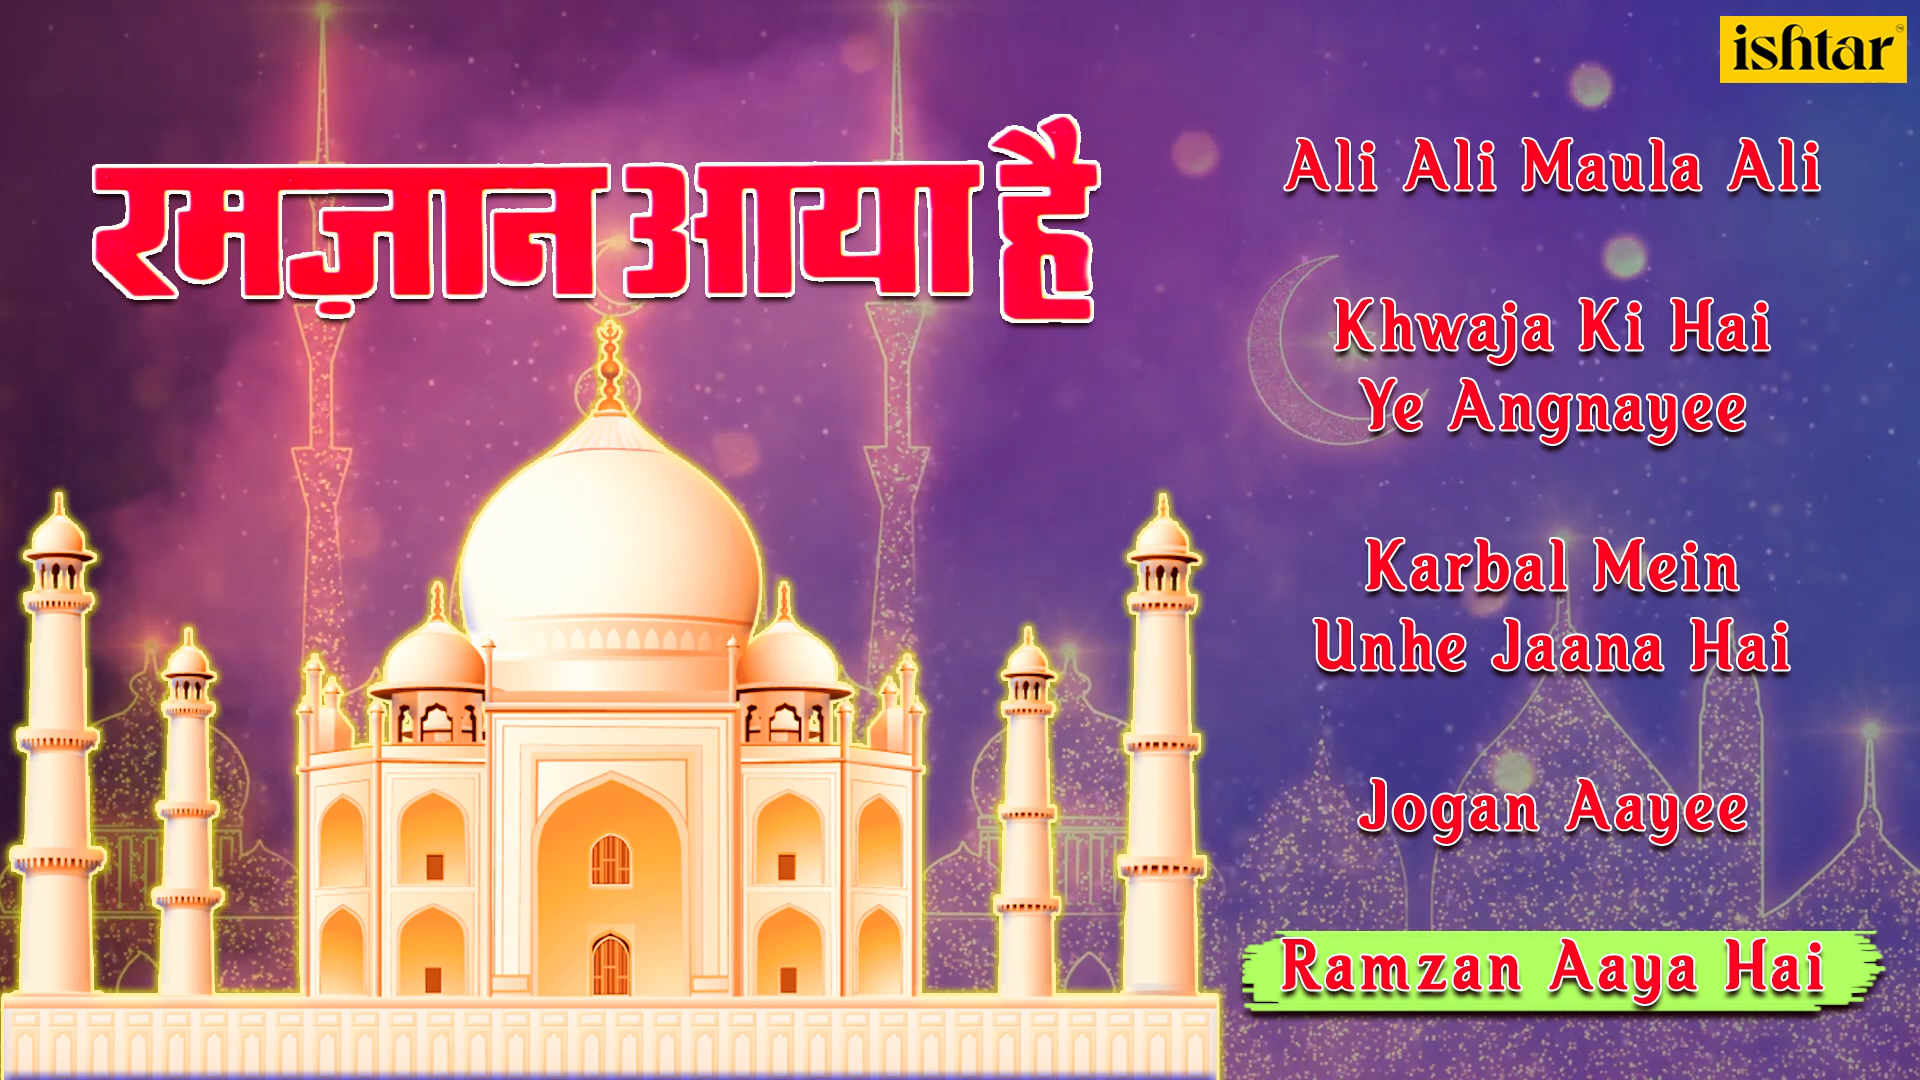 रमज़ान आया है
ishtar
Ali Ali Maula Ali
Khwaja Ki Hai
Ye Angnayee
Karbal Mein
Unhe Jaana Hai
Jogan Aayee
Ramzan Aaya Hai